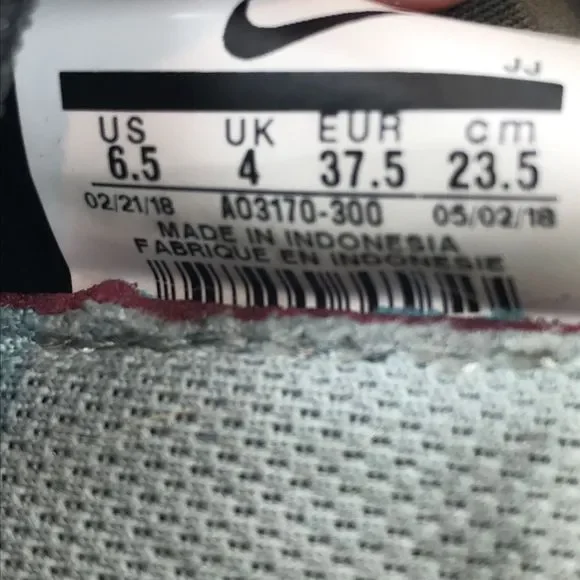 JJ
US UK EUR cm
6.5 4 37.5 23.5
02/21/18 AO3170-300 05/02/18
MADE IN INDONESIA
FABRIQUE EN INDONESIE